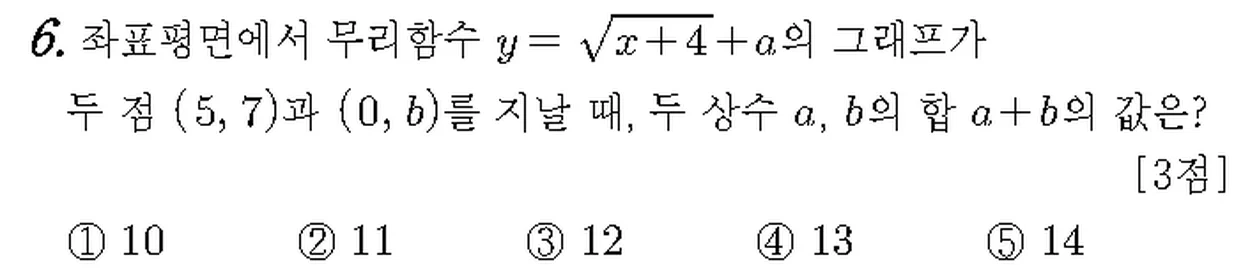 6. 좌표평면에서 무리함수 y= √(x+4)+a의 그래프가
두 점 (5, 7)과 (0, b)를 지날 때, 두 상수 a, b의 합 a+b의 값은?
[3점]
① 10 ② 11 ③ 12 ④ 13 ⑤ 14